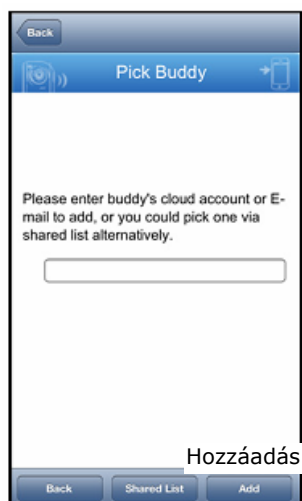 Back
Pick Buddy
Please enter buddy's cloud account or E-
mail to add, or you could pick one via
shared list alternatively.
Hozzáadás
Back Shared List Add